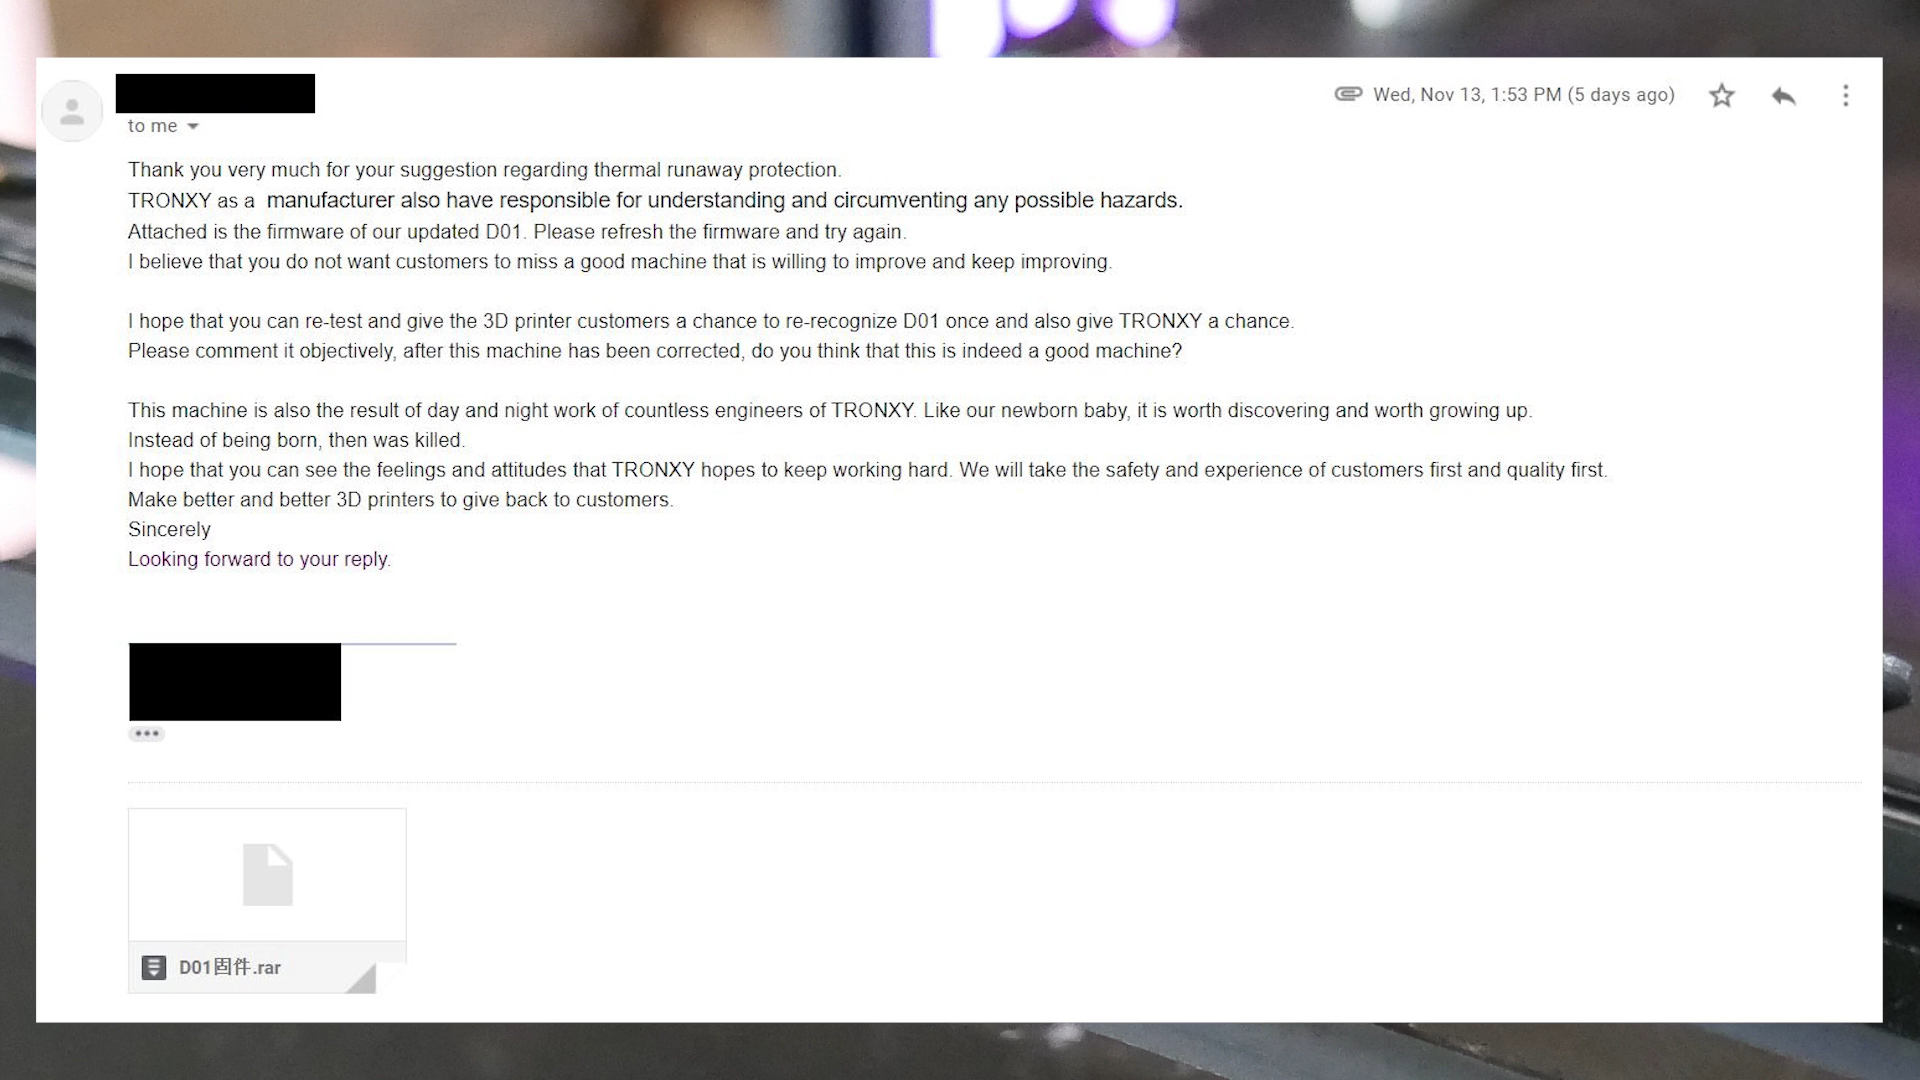 Wed, Nov 13, 1:53 PM (5 days ago)
to me
Thank you very much for your suggestion regarding thermal runaway protection.
TRONXY as a manufacturer also have responsible for understanding and circumventing any possible hazards.
Attached is the firmware of our updated D01. Please refresh the firmware and try again.
I believe that you do not want customers to miss a good machine that is willing to improve and keep improving.
I hope that you can re-test and give the 3D printer customers a chance to re-recognize D01 once and also give TRONXY a chance.
Please comment it objectively, after this machine has been corrected, do you think that this is indeed a good machine?
This machine is also the result of day and night work of countless engineers of TRONXY. Like our newborn baby, it is worth discovering and worth growing up.
Instead of being born, then was killed.
I hope that you can see the feelings and attitudes that TRONXY hopes to keep working hard. We will take the safety and experience of customers first and quality first.
Make better and better 3D printers to give back to customers.
Sincerely
Looking forward to your reply.
D01固件.rar